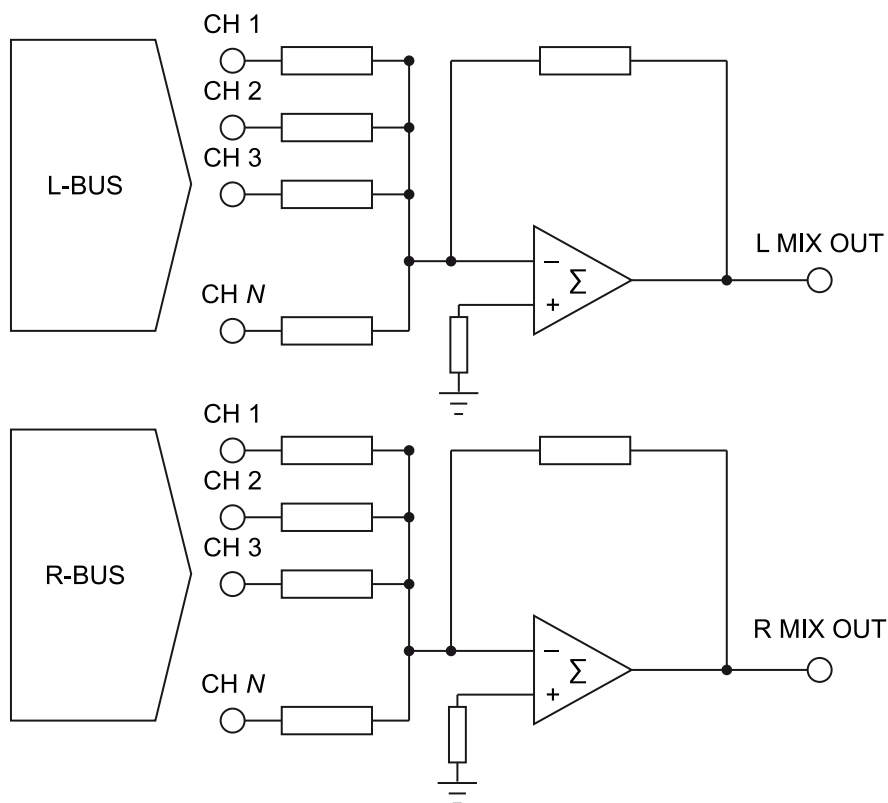 CH 1
CH 2
CH 3
L-BUS
L MIX OUT
−
Σ
+
CH N
CH 1
CH 2
CH 3
R-BUS
R MIX OUT
−
Σ
+
CH N